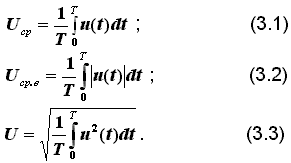 U_ср = 1/T ∫₀ᵀ u(t)dt ; (3.1)
U_ср.в = 1/T ∫₀ᵀ |u(t)|dt ; (3.2)
U = √(1/T ∫₀ᵀ u²(t)dt) . (3.3)